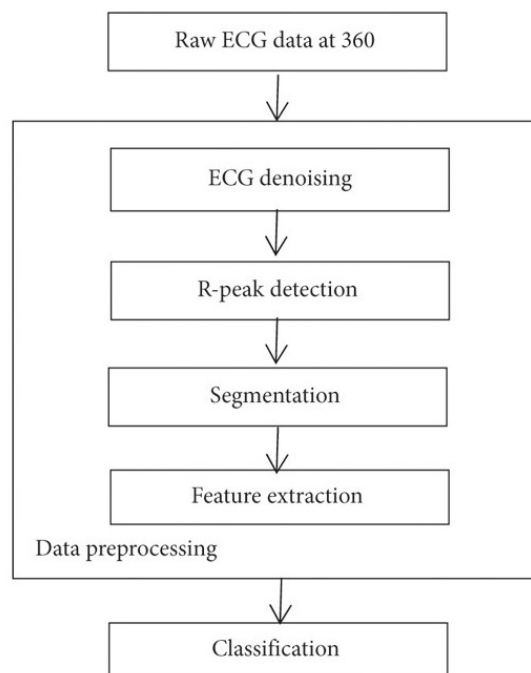 Raw ECG data at 360
ECG denoising
R-peak detection
Segmentation
Feature extraction
Data preprocessing
Classification